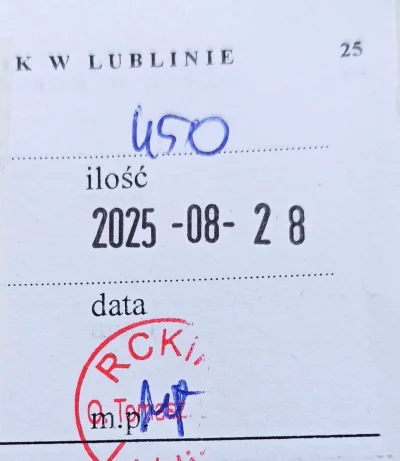 K W LUBLINIE 25
450
ilość
2025-08-28
data
RCKi
m.p.